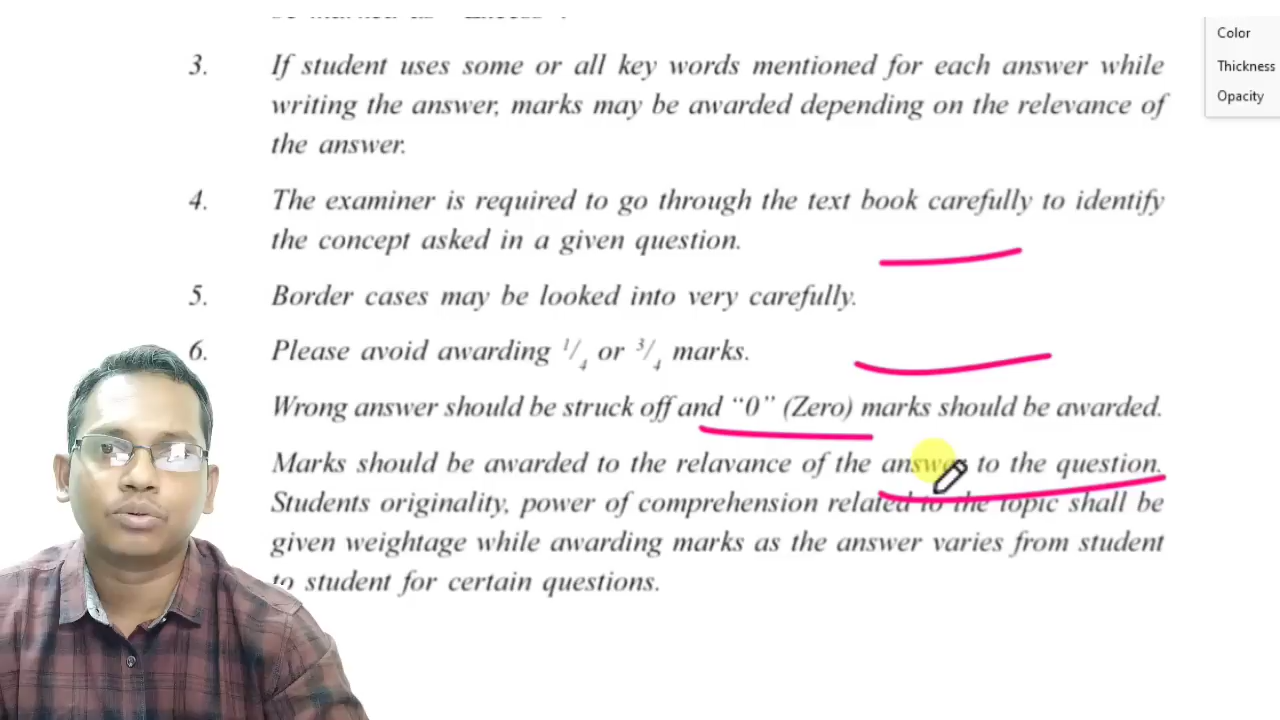 3. If student uses some or all key words mentioned for each answer while
writing the answer, marks may be awarded depending on the relevance of
the answer.
4. The examiner is required to go through the text book carefully to identify
the concept asked in a given question.
5. Border cases may be looked into very carefully.
6. Please avoid awarding 1/4 or 3/4 marks.
Wrong answer should be struck off and “0” (Zero) marks should be awarded.
Marks should be awarded to the relavance of the answer to the question.
Students originality, power of comprehension related to the topic shall be
given weightage while awarding marks as the answer varies from student
to student for certain questions.
Color
Thickness
Opacity